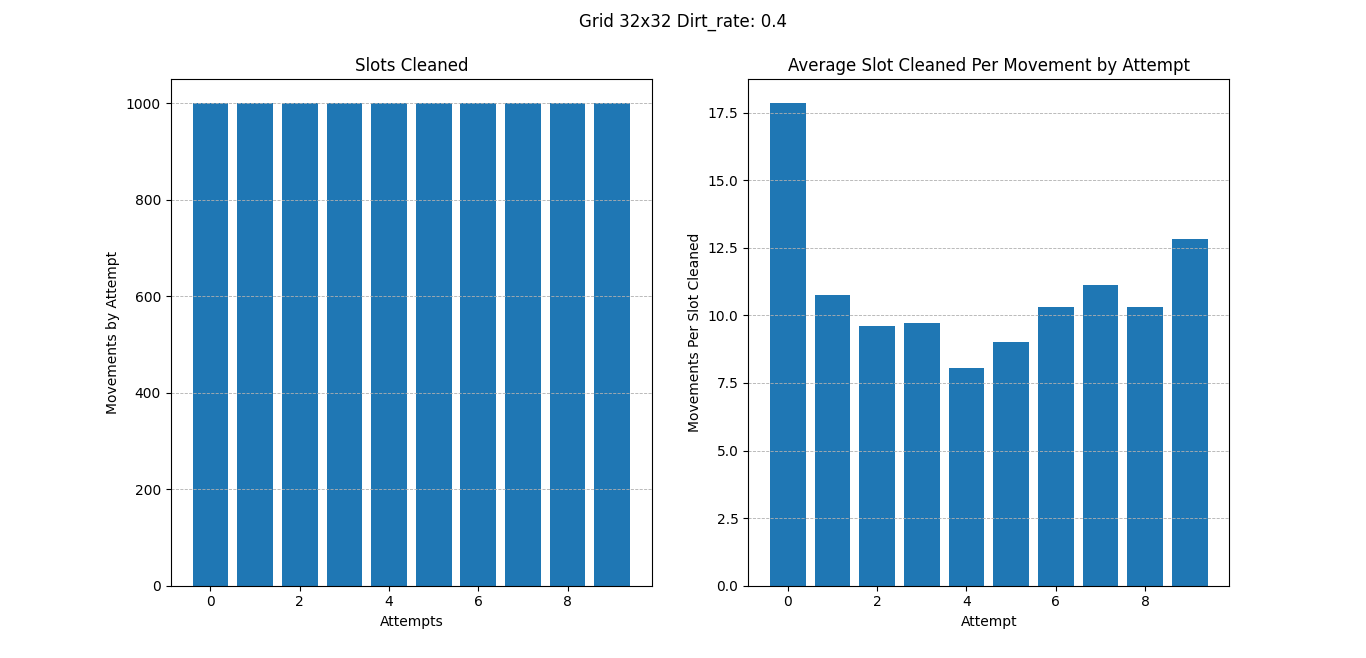 Grid 32x32 Dirt_rate: 0.4
Slots Cleaned
Movements by Attempt
1000
800
600
400
200
0
0 2 4 6 8
Attempts
Average Slot Cleaned Per Movement by Attempt
Movements Per Slot Cleaned
17.5
15.0
12.5
10.0
7.5
5.0
2.5
0.0
0 2 4 6 8
Attempt